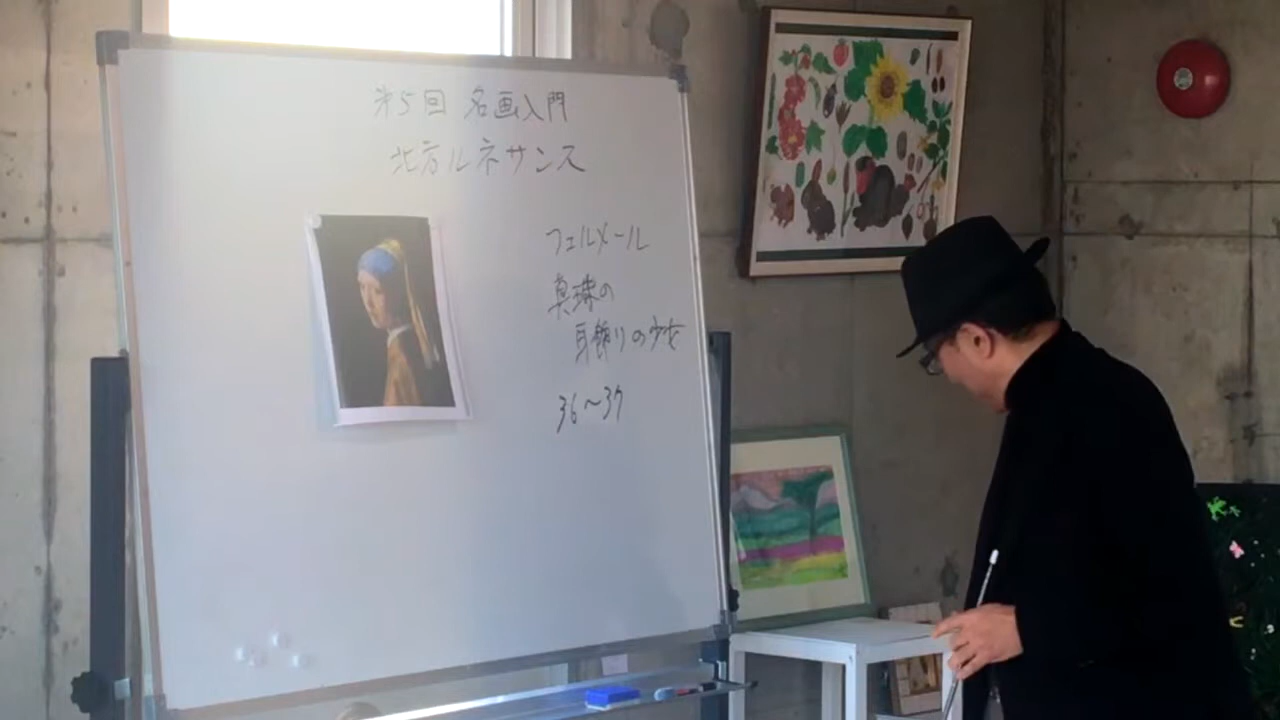 第5回 名画入門
北方ルネサンス
フェルメール
真珠の
耳飾りの少女
36〜37